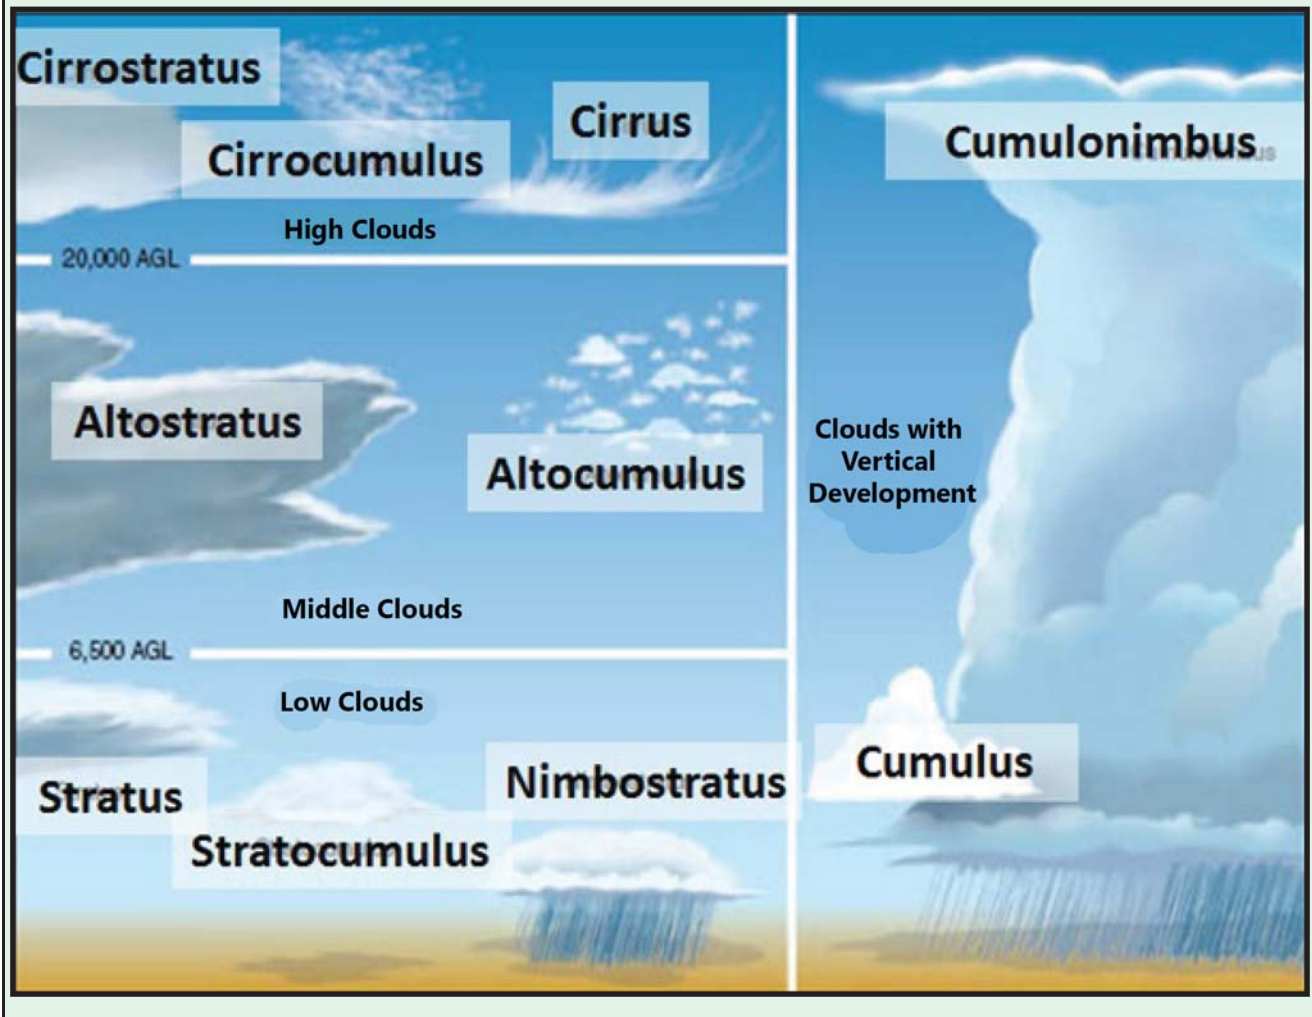 Cirrostratus
Cirrus
Cirrocumulus
High Clouds
20,000 AGL
Altostratus
Altocumulus
Middle Clouds
6,500 AGL
Low Clouds
Stratus
Nimbostratus
Stratocumulus
Cumulonimbus
Clouds with
Vertical
Development
Cumulus